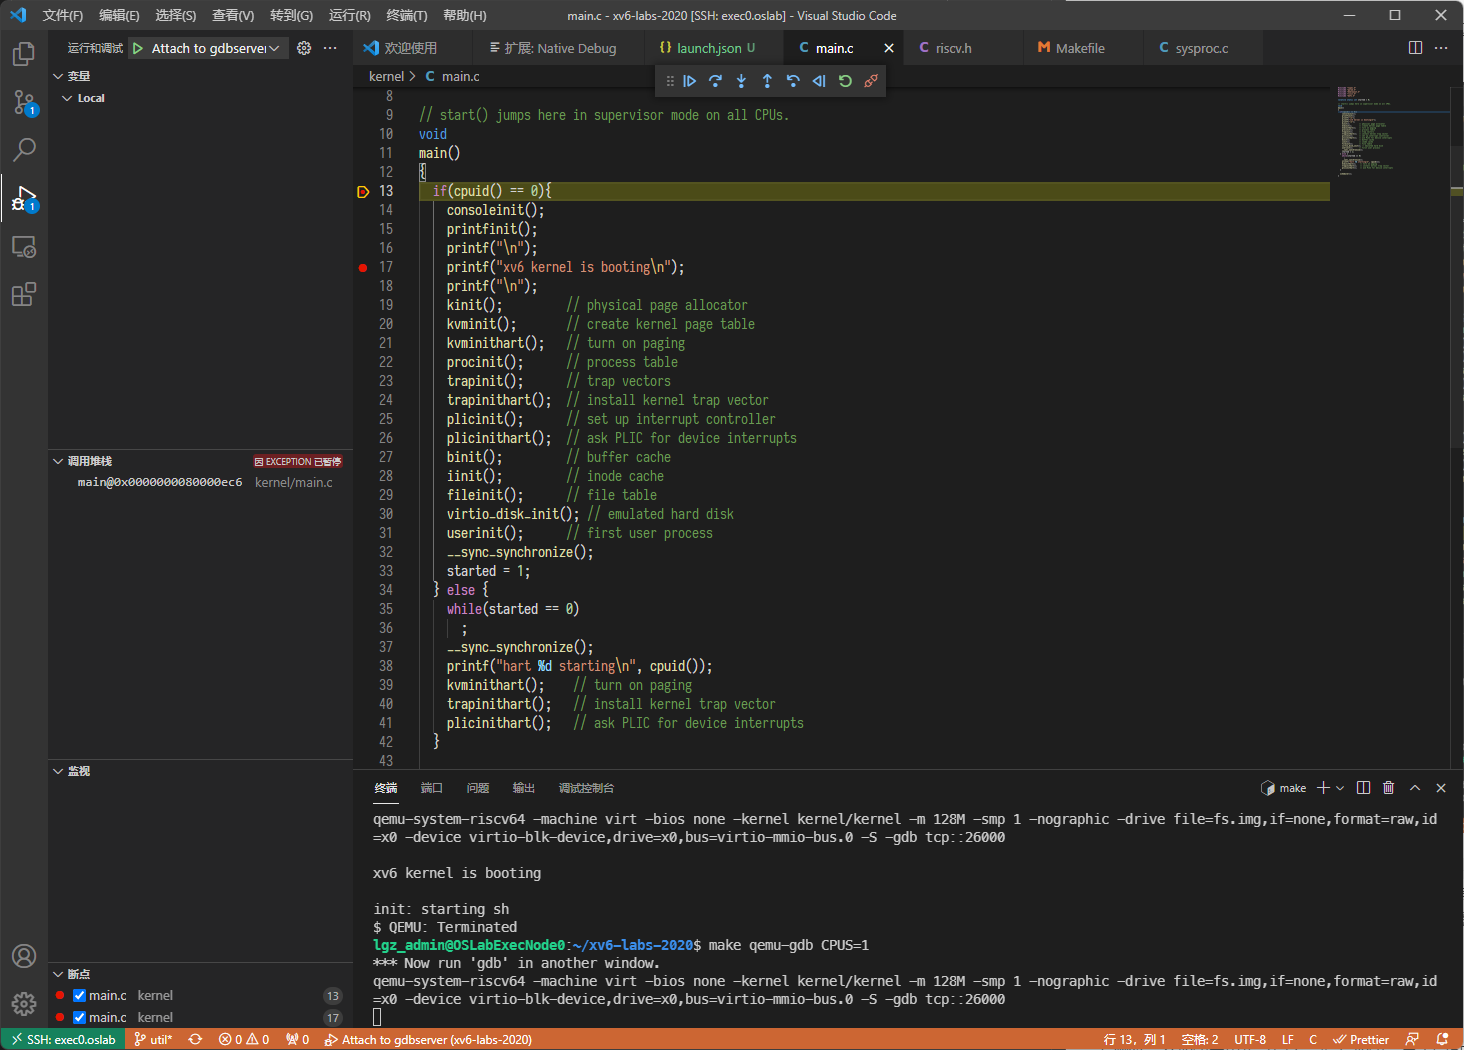 文件(F) 编辑(E) 选择(S) 查看(V) 转到(G) 运行(R) 终端(T) 帮助(H) main.c - xv6-labs-2020 [SSH: exec0.oslab] - Visual Studio Code
运行和调试 Attach to gdbserver ···
欢迎使用 扩展: Native Debug {} launch.json U C main.c C riscv.h M Makefile C sysproc.c ···
变量
Local
kernel > C main.c
8
9 // start() jumps here in supervisor mode on all CPUs.
10 void
11 main()
12 {
13 if(cpuid() == 0){
14 consoleinit();
15 printfinit();
16 printf("\n");
17 printf("xv6 kernel is booting\n");
18 printf("\n");
19 kinit(); // physical page allocator
20 kvminit(); // create kernel page table
21 kvminithart(); // turn on paging
22 procinit(); // process table
23 trapinit(); // trap vectors
24 trapinithart(); // install kernel trap vector
25 plicinit(); // set up interrupt controller
26 plicinithart(); // ask PLIC for device interrupts
27 binit(); // buffer cache
28 iinit(); // inode cache
29 fileinit(); // file table
30 virtio_disk_init(); // emulated hard disk
31 userinit(); // first user process
32 __sync_synchronize();
33 started = 1;
34 } else {
35 while(started == 0)
36 ;
37 __sync_synchronize();
38 printf("hart %d starting\n", cpuid());
39 kvminithart(); // turn on paging
40 trapinithart(); // install kernel trap vector
41 plicinithart(); // ask PLIC for device interrupts
42 }
43
调用堆栈 因 EXCEPTION 已暂停
main@0x0000000080000ec6 kernel/main.c
监视
断点
main.c kernel 13
main.c kernel 17
终端 端口 问题 输出 调试控制台 make
qemu-system-riscv64 -machine virt -bios none -kernel kernel/kernel -m 128M -smp 1 -nographic -drive file=fs.img,if=none,format=raw,id
=x0 -device virtio-blk-device,drive=x0,bus=virtio-mmio-bus.0 -S -gdb tcp::26000
xv6 kernel is booting
init: starting sh
$ QEMU: Terminated
lgz_admin@OSLabExecNode0:~/xv6-labs-2020$ make qemu-gdb CPUS=1
*** Now run 'gdb' in another window.
qemu-system-riscv64 -machine virt -bios none -kernel kernel/kernel -m 128M -smp 1 -nographic -drive file=fs.img,if=none,format=raw,id
=x0 -device virtio-blk-device,drive=x0,bus=virtio-mmio-bus.0 -S -gdb tcp::26000
SSH: exec0.oslab util* 0 0 0 Attach to gdbserver (xv6-labs-2020) 行 13, 列 1 空格: 2 UTF-8 LF C Prettier